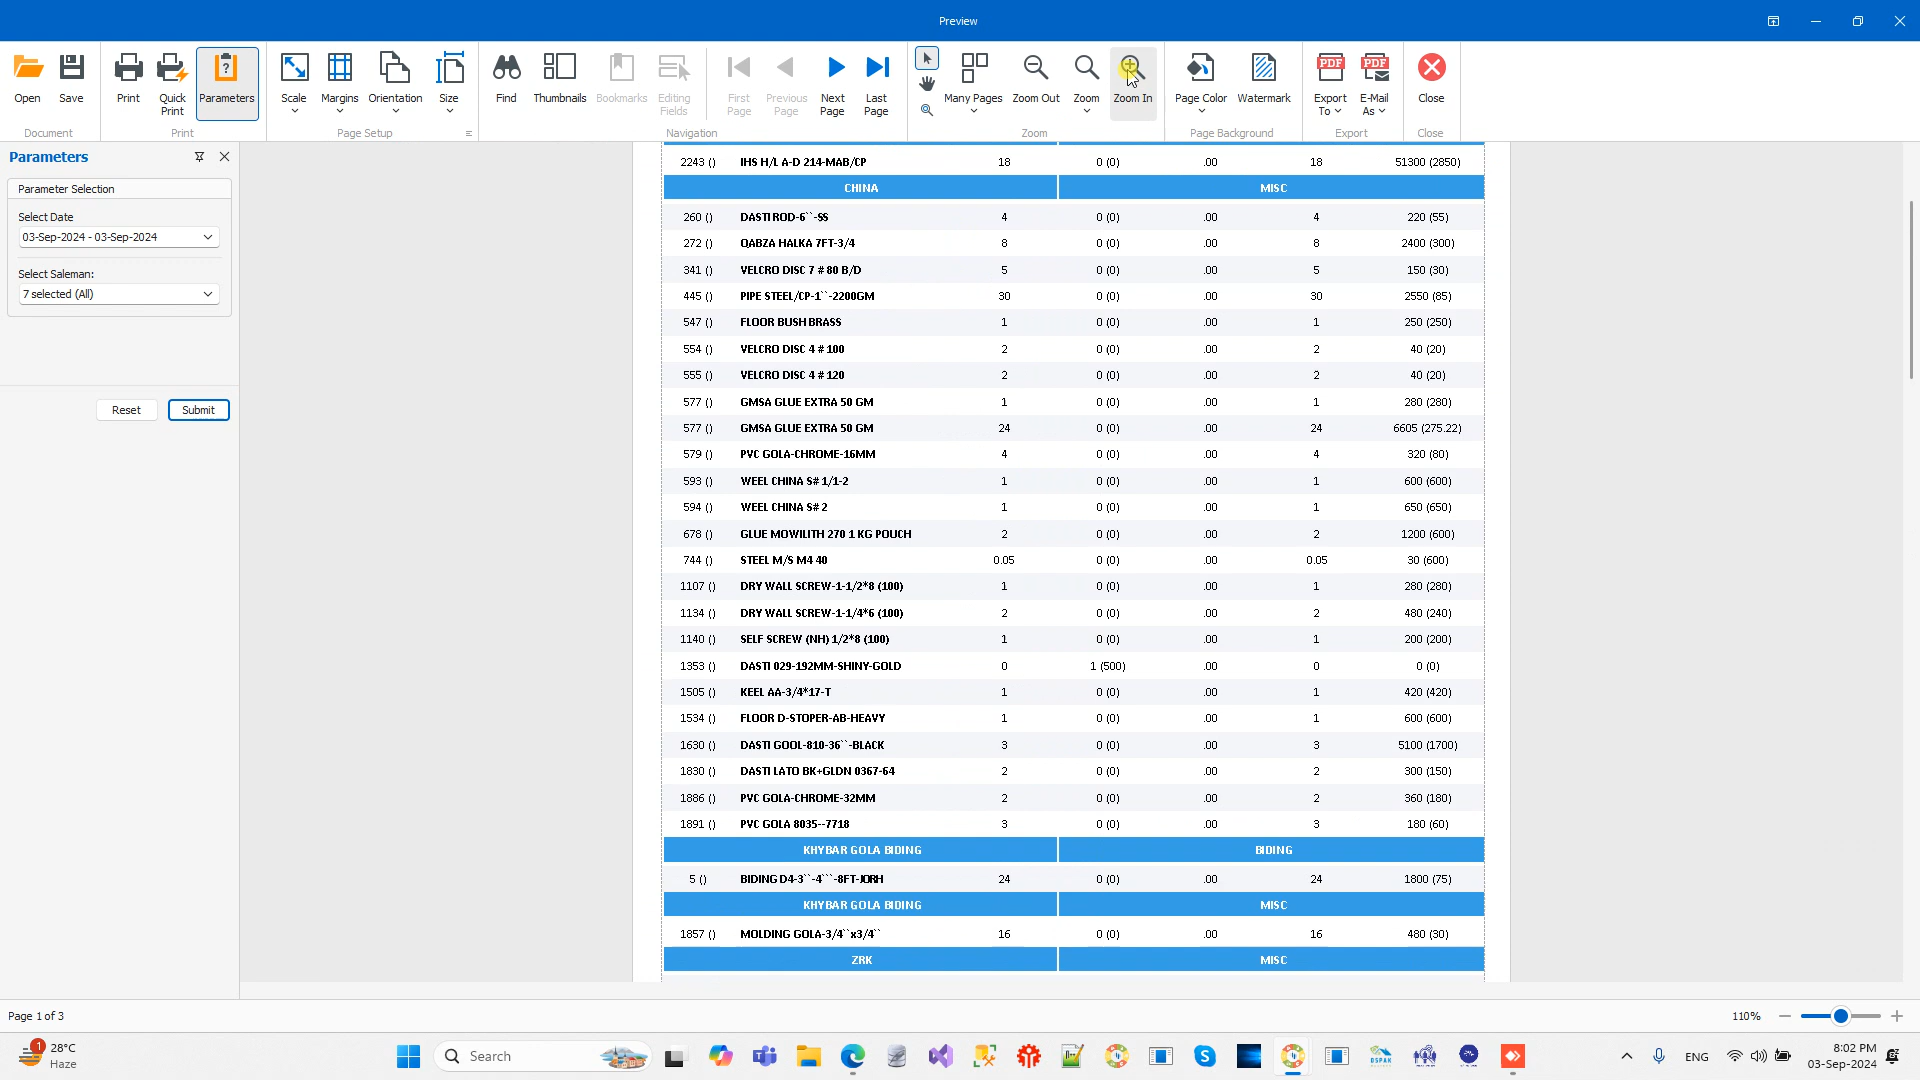 Preview
Open
Save
Print
Quick Print
Parameters
Scale
Margins
Orientation
Size
Find
Thumbnails
Bookmarks
Editing Fields
First Page
Previous Page
Next Page
Last Page
Many Pages
Zoom Out
Zoom
Zoom In
Page Color
Watermark
PDF
Export To
PDF
E-Mail As
Close
Document
Print
Page Setup
Navigation
Zoom
Page Background
Export
Close
Parameters
Parameter Selection
Select Date
03-Sep-2024 - 03-Sep-2024
Select Saleman:
7 selected (All)
Reset
Submit
2243 () IHS H/L A-D 214-MAB/CP 18 0 (0) .00 18 51300 (2850)
CHINA MISC
260 () DASTI ROD-6``-SS 4 0 (0) .00 4 220 (55)
272 () QABZA HALKA 7FT-3/4 8 0 (0) .00 8 2400 (300)
341 () VELCRO DISC 7 # 80 B/D 5 0 (0) .00 5 150 (30)
445 () PIPE STEEL/CP-1``-2200GM 30 0 (0) .00 30 2550 (85)
547 () FLOOR BUSH BRASS 1 0 (0) .00 1 250 (250)
554 () VELCRO DISC 4 # 100 2 0 (0) .00 2 40 (20)
555 () VELCRO DISC 4 # 120 2 0 (0) .00 2 40 (20)
577 () GMSA GLUE EXTRA 50 GM 1 0 (0) .00 1 280 (280)
577 () GMSA GLUE EXTRA 50 GM 24 0 (0) .00 24 6605 (275.22)
579 () PVC GOLA-CHROME-16MM 4 0 (0) .00 4 320 (80)
593 () WEEL CHINA S# 1/1-2 1 0 (0) .00 1 600 (600)
594 () WEEL CHINA S# 2 1 0 (0) .00 1 650 (650)
678 () GLUE MOWILITH 270 1 KG POUCH 2 0 (0) .00 2 1200 (600)
744 () STEEL M/S M4 40 0.05 0 (0) .00 0.05 30 (600)
1107 () DRY WALL SCREW-1-1/2*8 (100) 1 0 (0) .00 1 280 (280)
1134 () DRY WALL SCREW-1-1/4*6 (100) 2 0 (0) .00 2 480 (240)
1140 () SELF SCREW (NH) 1/2*8 (100) 1 0 (0) .00 1 200 (200)
1353 () DASTI 029-192MM-SHINY-GOLD 0 1 (500) .00 0 0 (0)
1505 () KEEL AA-3/4*17-T 1 0 (0) .00 1 420 (420)
1534 () FLOOR D-STOPER-AB-HEAVY 1 0 (0) .00 1 600 (600)
1630 () DASTI GOOL-810-36``-BLACK 3 0 (0) .00 3 5100 (1700)
1830 () DASTI LATO BK+GLDN 0367-64 2 0 (0) .00 2 300 (150)
1886 () PVC GOLA-CHROME-32MM 2 0 (0) .00 2 360 (180)
1891 () PVC GOLA 8035--7718 3 0 (0) .00 3 180 (60)
KHYBAR GOLA BIDING BIDING
5 () BIDING D4-3``-4```-8FT-JORH 24 0 (0) .00 24 1800 (75)
KHYBAR GOLA BIDING MISC
1857 () MOLDING GOLA-3/4``x3/4`` 16 0 (0) .00 16 480 (30)
ZRK MISC
Page 1 of 3
110%
1
28°C
Haze
Search
ENG
8:02 PM
03-Sep-2024